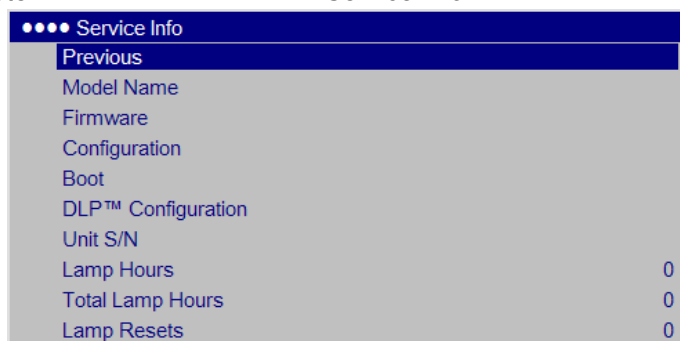 ●●●● Service Info
Previous
Model Name
Firmware
Configuration
Boot
DLP™ Configuration
Unit S/N
Lamp Hours 0
Total Lamp Hours 0
Lamp Resets 0